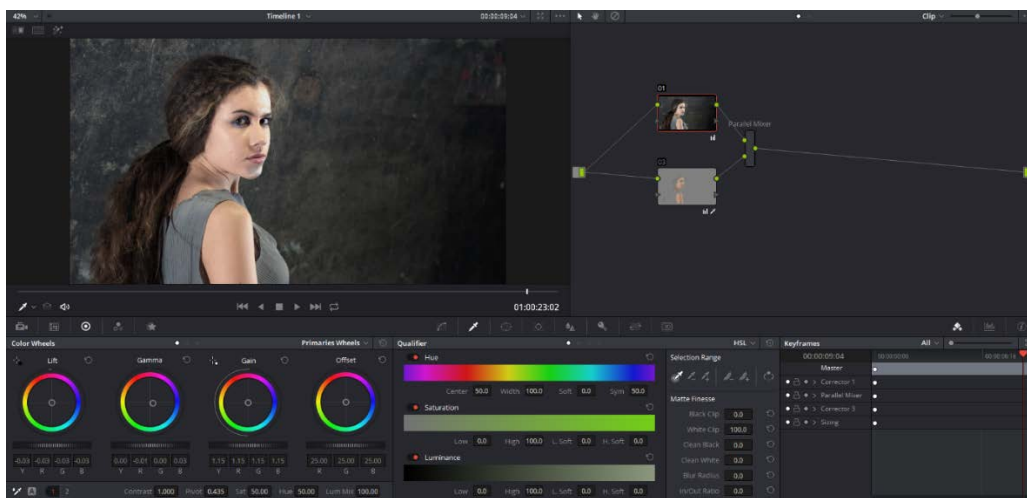 42%
Timeline 1
00:00:09:04
Clip
01
Parallel Mixer
03
01:00:23:02
Color Wheels
Primaries Wheels
Lift
Gamma
Gain
Offset
-0.03 -0.03 -0.03 -0.03
0.00 -0.01 0.00 0.03
1.15 1.15 1.15 1.15
25.00 25.00 25.00
Y R G B
Y R G B
Y R G B
R G B
A 1 2
Contrast 1.000 Pivot 0.435 Sat 50.00 Hue 50.00 Lum Mix 100.00
Qualifier
HSL
Hue
Center 50.0 Width 100.0 Soft 0.0 Sym 50.0
Saturation
Low 0.0 High 100.0 L. Soft 0.0 H. Soft 0.0
Luminance
Low 0.0 High 100.0 L. Soft 0.0 H. Soft 0.0
Selection Range
Matte Finesse
Black Clip 0.0
White Clip 100.0
Clean Black 0.0
Clean White 0.0
Blur Radius 0.0
In/Out Ratio 0.0
Keyframes
All
00:00:09:04
00:00:00:00
Master
Corrector 1
Parallel Mixer
Corrector 3
Sizing